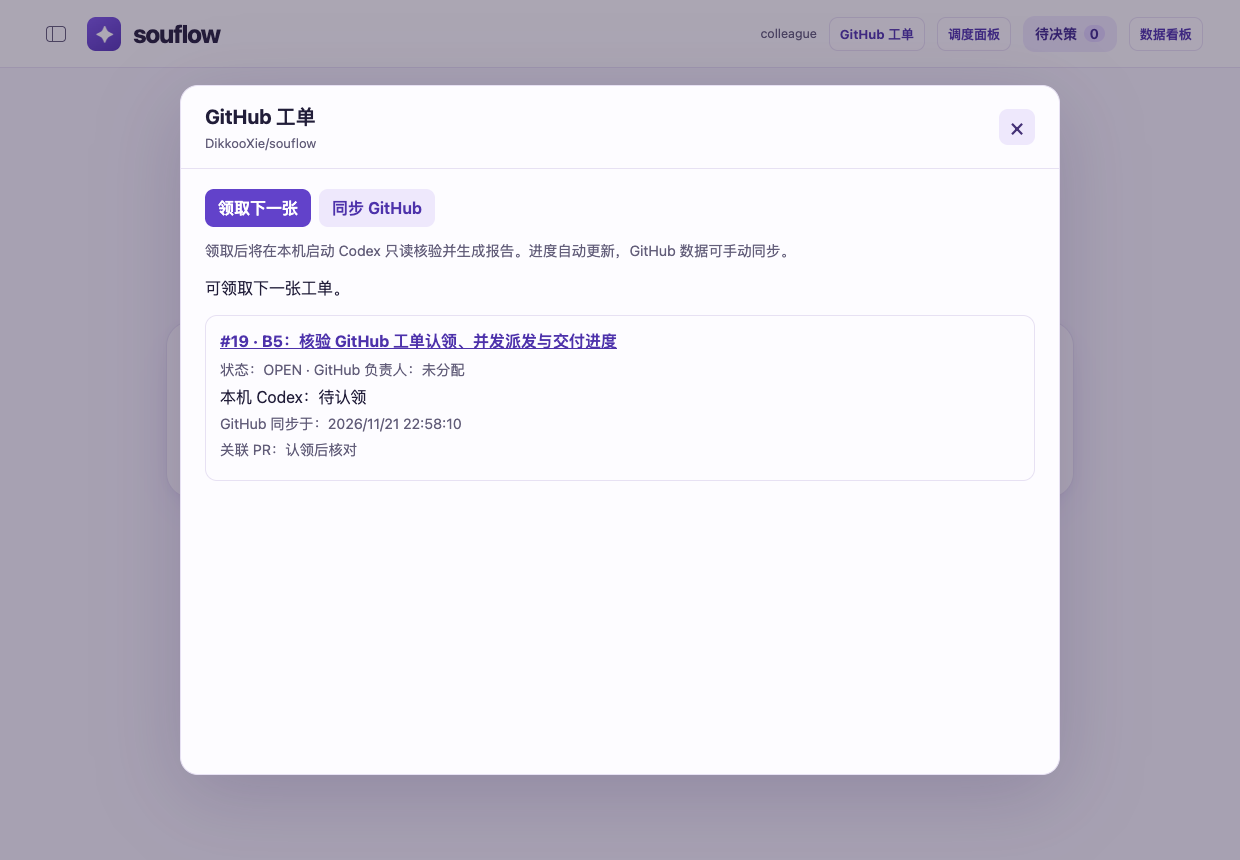 souflow
colleague
GitHub 工单
调度面板
待决策 0
数据看板
GitHub 工单
DikkooXie/souflow
领取下一张
同步 GitHub
领取后将在本机启动 Codex 只读核验并生成报告。进度自动更新，GitHub 数据可手动同步。
可领取下一张工单。
#19 · B5：核验 GitHub 工单认领、并发派发与交付进度
状态：OPEN · GitHub 负责人：未分配
本机 Codex：待认领
GitHub 同步于：2026/11/21 22:58:10
关联 PR：认领后核对